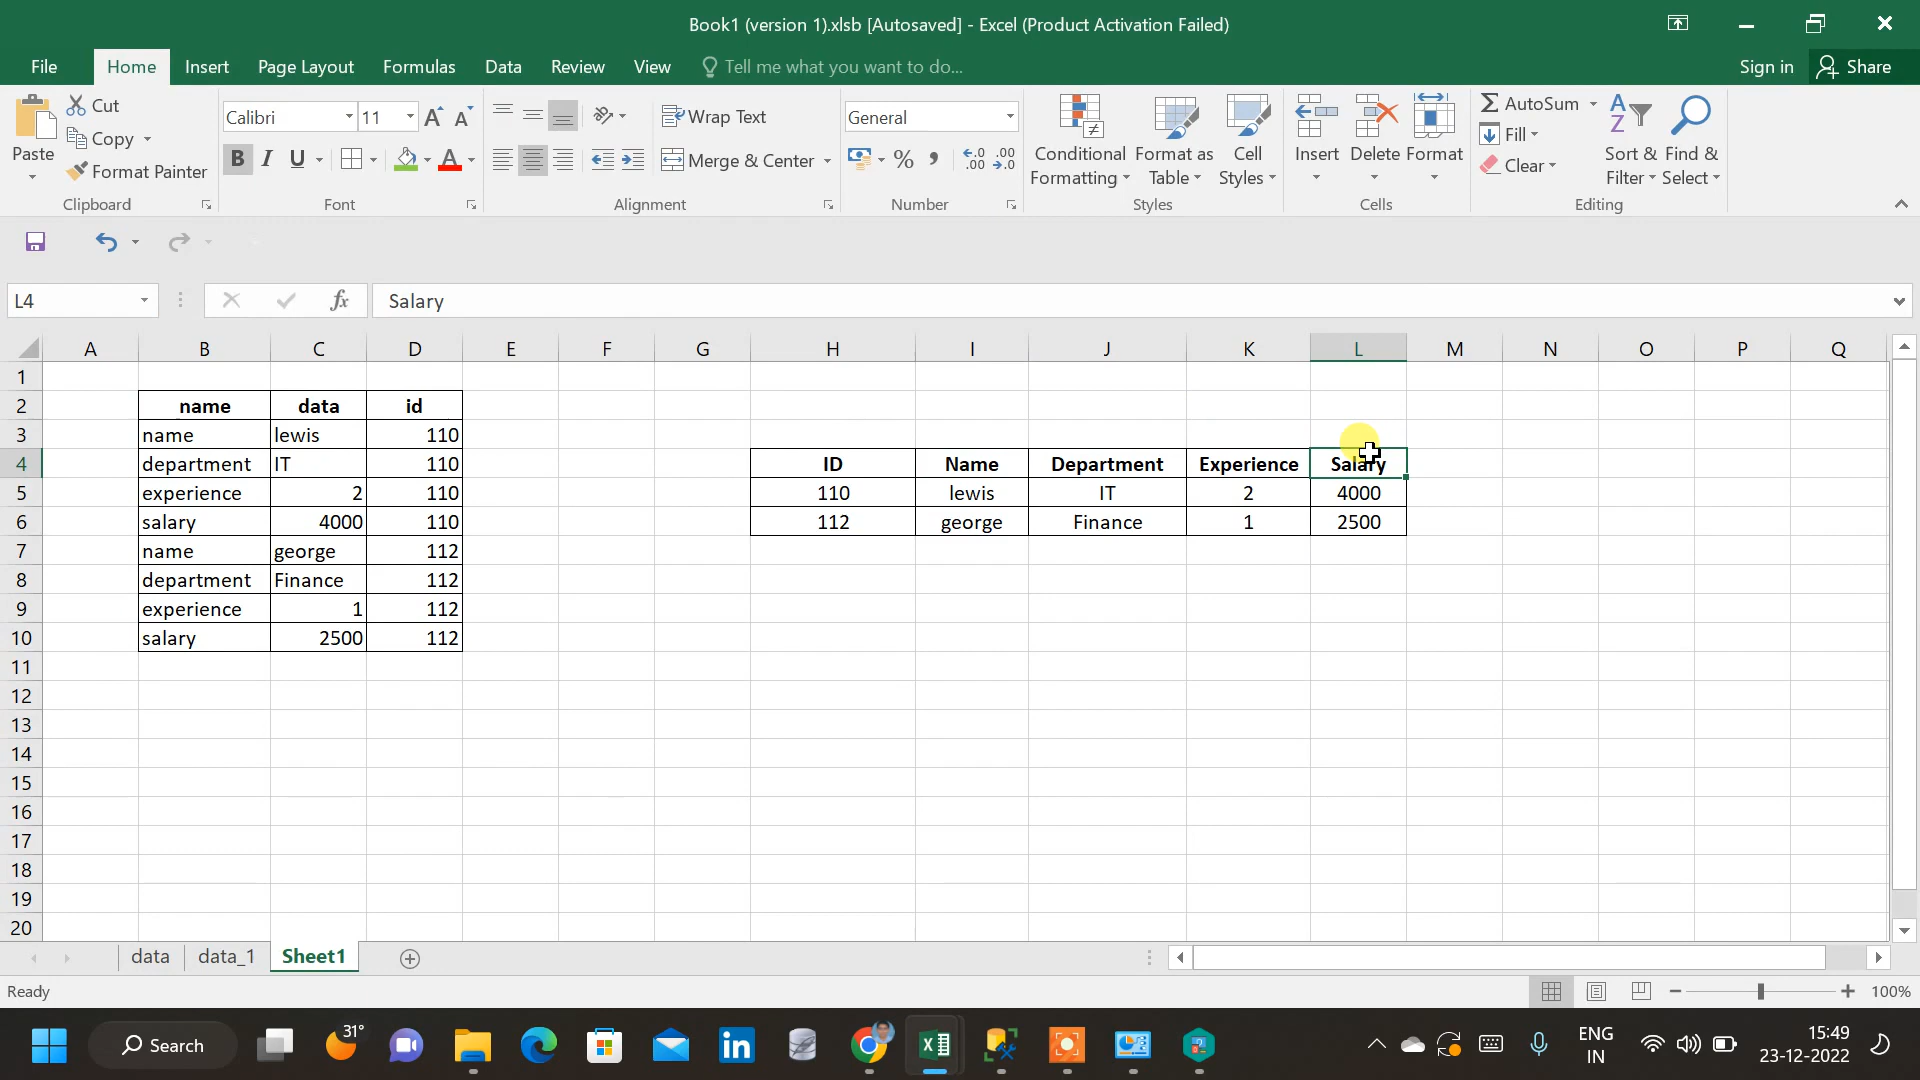 Book1 (version 1).xlsb [Autosaved] - Excel (Product Activation Failed)
File Home Insert Page Layout Formulas Data Review View Tell me what you want to do... Sign in Share
Paste Cut Copy Format Painter
Clipboard
Calibri 11
B I U A
Font
Wrap Text
Merge & Center
Alignment
General
% , .0 .00 .00 .0
Number
Conditional Formatting Format as Table Cell Styles
Styles
Insert Delete Format
Cells
AutoSum Fill Clear Sort & Filter Find & Select
Editing
L4 fx Salary
A B C D E F G H I J K L M N O P Q
1
2 name data id
3 name lewis 110
4 department IT 110 ID Name Department Experience Salary
5 experience 2 110 110 lewis IT 2 4000
6 salary 4000 110 112 george Finance 1 2500
7 name george 112
8 department Finance 112
9 experience 1 112
10 salary 2500 112
11
12
13
14
15
16
17
18
19
20
data data_1 Sheet1
Ready 100%
Search 31° ENG IN 15:49 23-12-2022